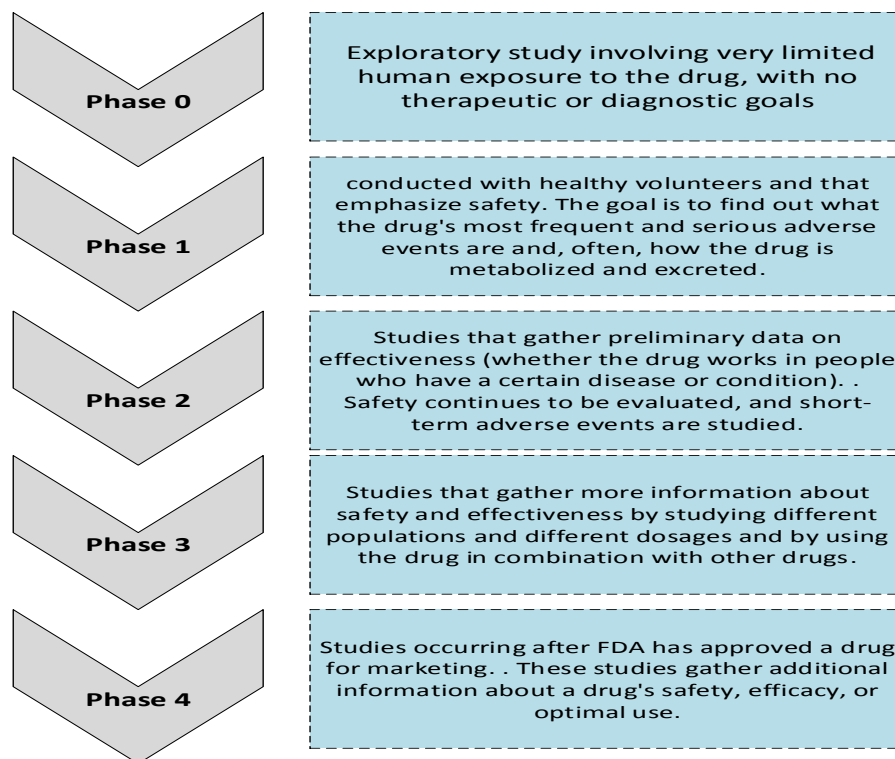 Phase 0
Exploratory study involving very limited
human exposure to the drug, with no
therapeutic or diagnostic goals
Phase 1
conducted with healthy volunteers and that
emphasize safety. The goal is to find out what
the drug's most frequent and serious adverse
events are and, often, how the drug is
metabolized and excreted.
Phase 2
Studies that gather preliminary data on
effectiveness (whether the drug works in people
who have a certain disease or condition). .
Safety continues to be evaluated, and short-
term adverse events are studied.
Phase 3
Studies that gather more information about
safety and effectiveness by studying different
populations and different dosages and by using
the drug in combination with other drugs.
Phase 4
Studies occurring after FDA has approved a drug
for marketing. . These studies gather additional
information about a drug's safety, efficacy, or
optimal use.